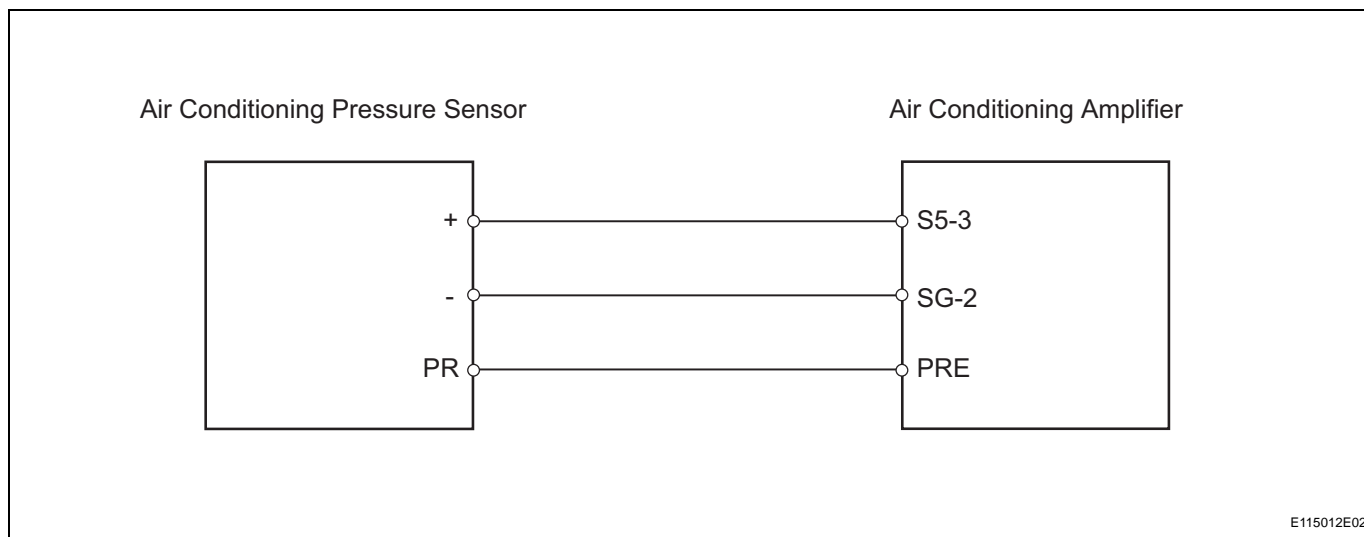 Air Conditioning Pressure Sensor
Air Conditioning Amplifier
+
S5-3
-
SG-2
PR
PRE
E115012E02